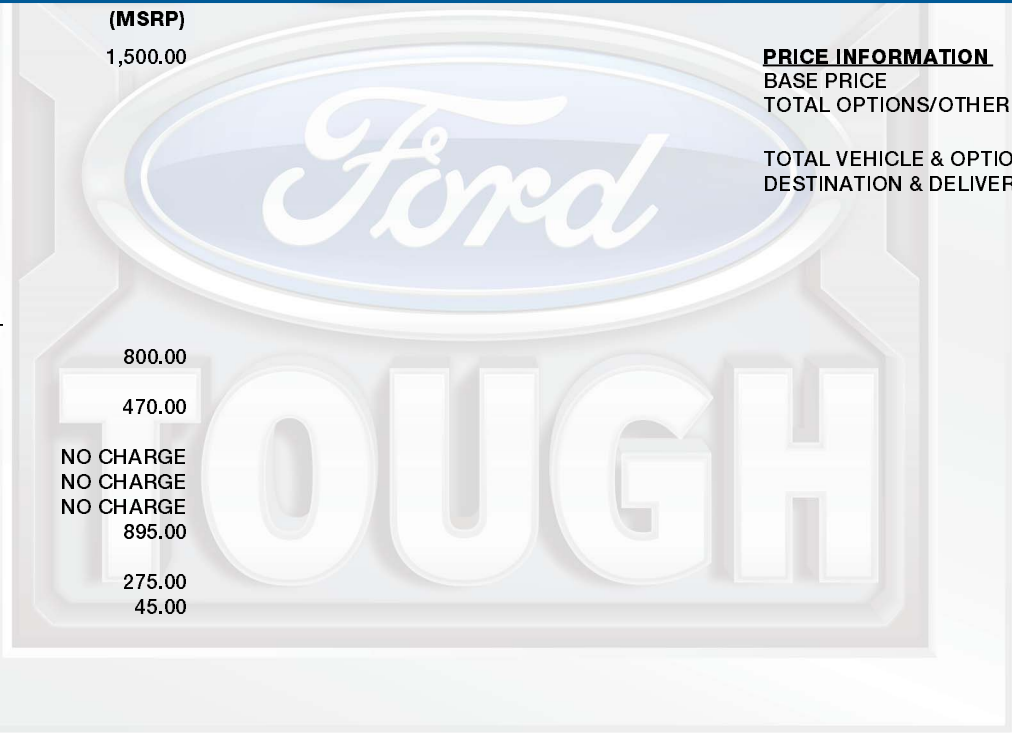 (MSRP)
1,500.00
800.00
470.00
NO CHARGE
NO CHARGE
NO CHARGE
895.00
275.00
45.00
PRICE INFORMATION
BASE PRICE
TOTAL OPTIONS/OTHER
TOTAL VEHICLE & OPTIO
DESTINATION & DELIVER
Ford
TOUGH